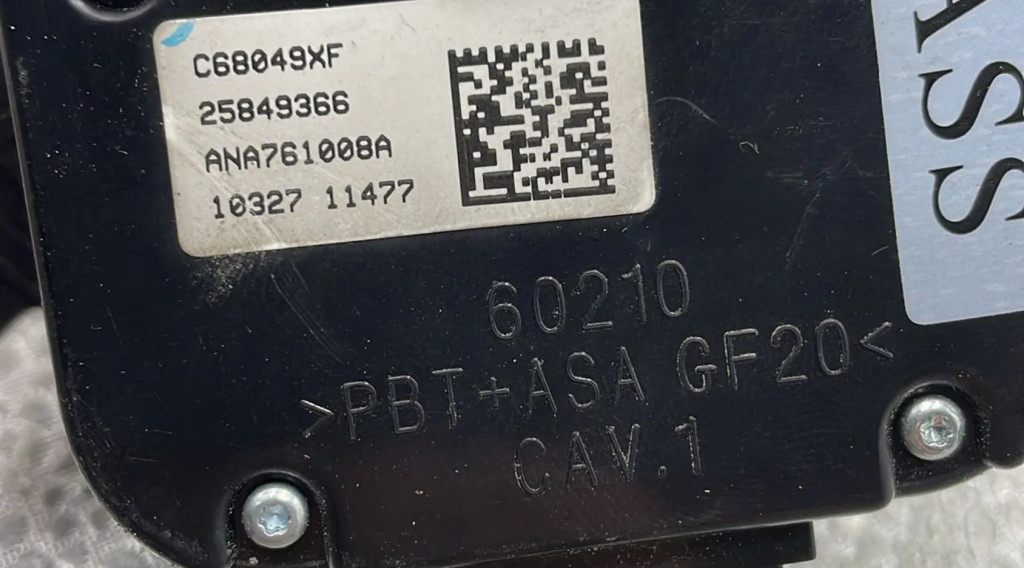 C68049XF
25849366
ANA761008A
10327 11477
60210
>PBT+ASA GF20<
CAV.1